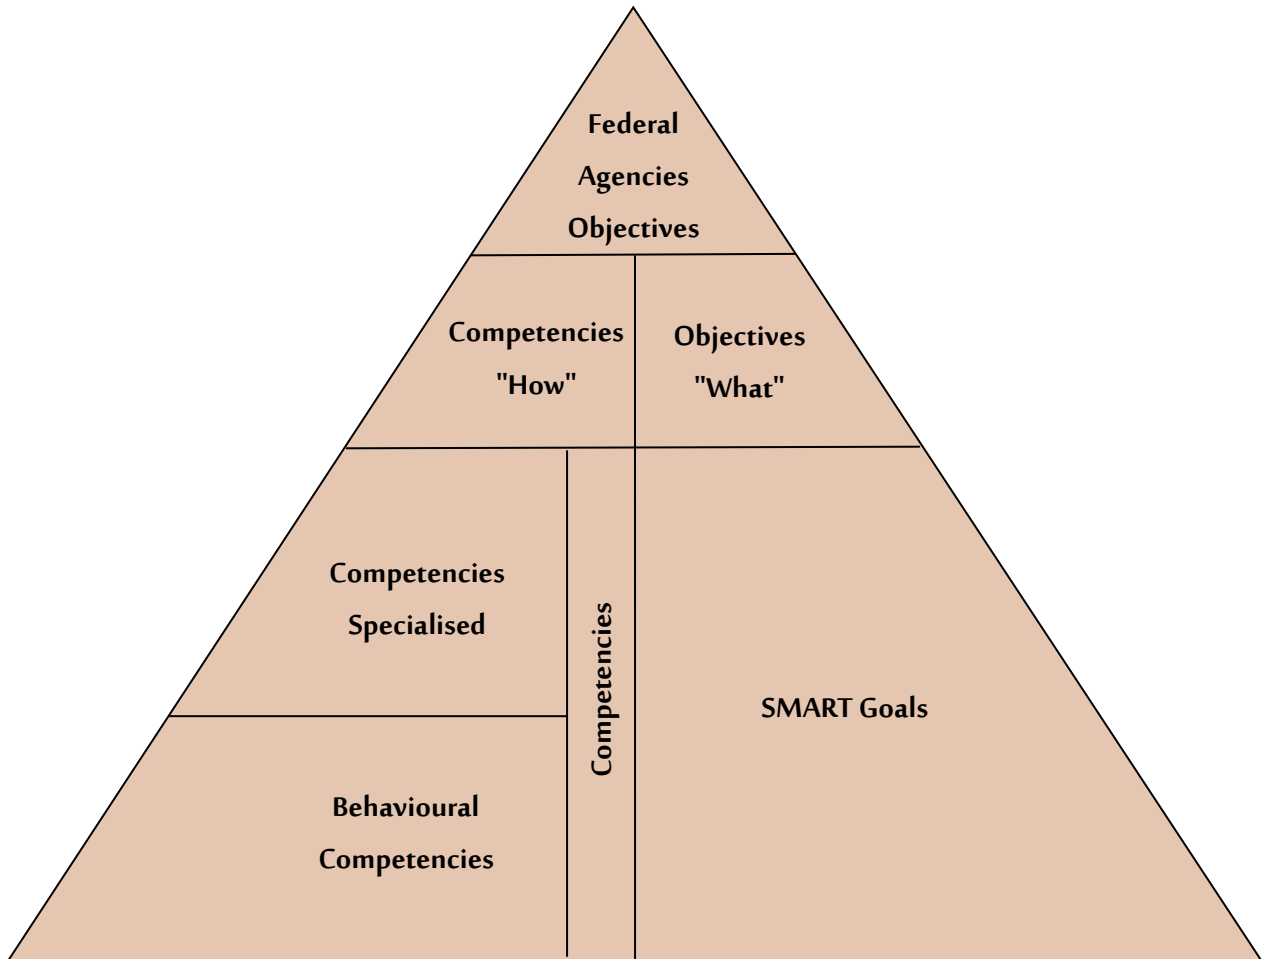 Federal
Agencies
Objectives
Competencies
"How"
Objectives
"What"
Competencies
Specialised
Competencies
SMART Goals
Behavioural
Competencies